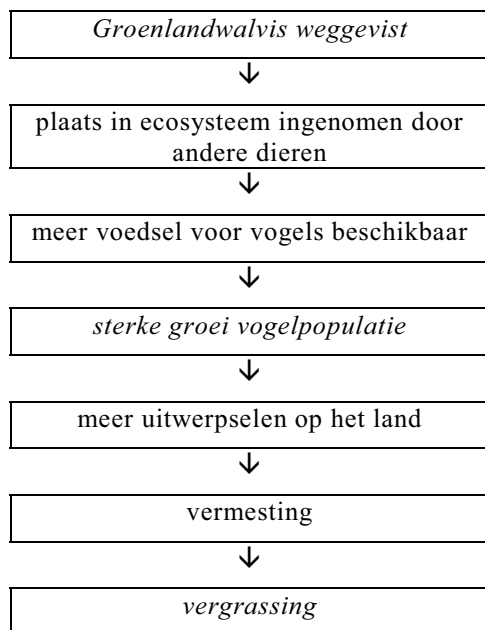 Groenlandwalvis weggevist
plaats in ecosysteem ingenomen door
andere dieren
meer voedsel voor vogels beschikbaar
sterke groei vogelpopulatie
meer uitwerpselen op het land
vermesting
vergrassing